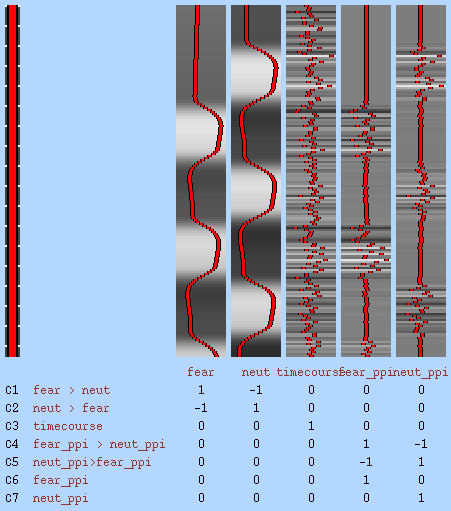 fear neut timecourse fear_ppi neut_ppi
C1 fear > neut 1 -1 0 0 0
C2 neut > fear -1 1 0 0 0
C3 timecourse 0 0 1 0 0
C4 fear_ppi > neut_ppi 0 0 0 1 -1
C5 neut_ppi>fear_ppi 0 0 0 -1 1
C6 fear_ppi 0 0 0 1 0
C7 neut_ppi 0 0 0 0 1